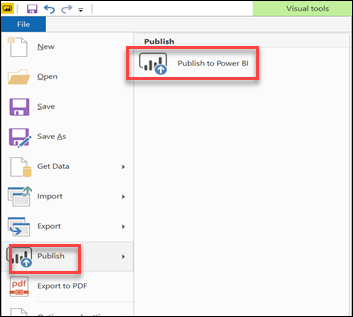 Visual tools
File
New
Open
Save
Save As
Get Data
Import
Export
Publish
pdf
Export to PDF
Publish
Publish to Power BI